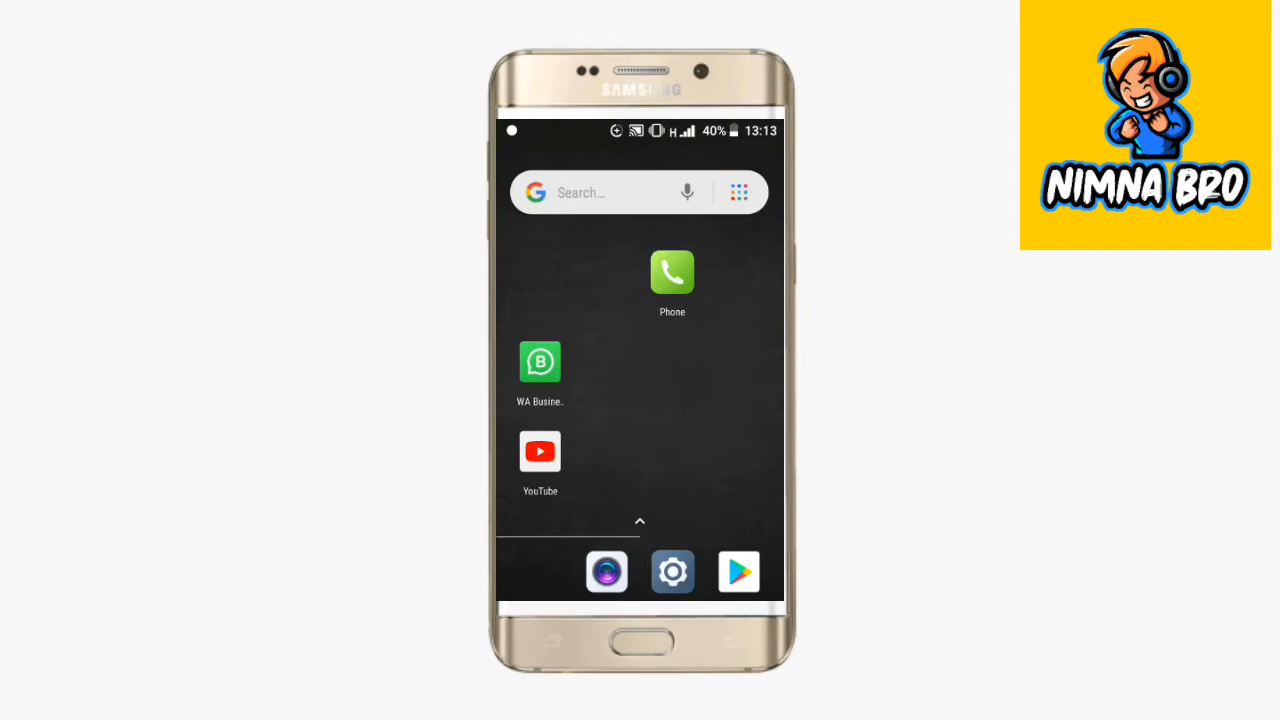 SAMSUNG
H 40% 13:13
Search...
Phone
WA Busine..
YouTube
NIMNA BRO